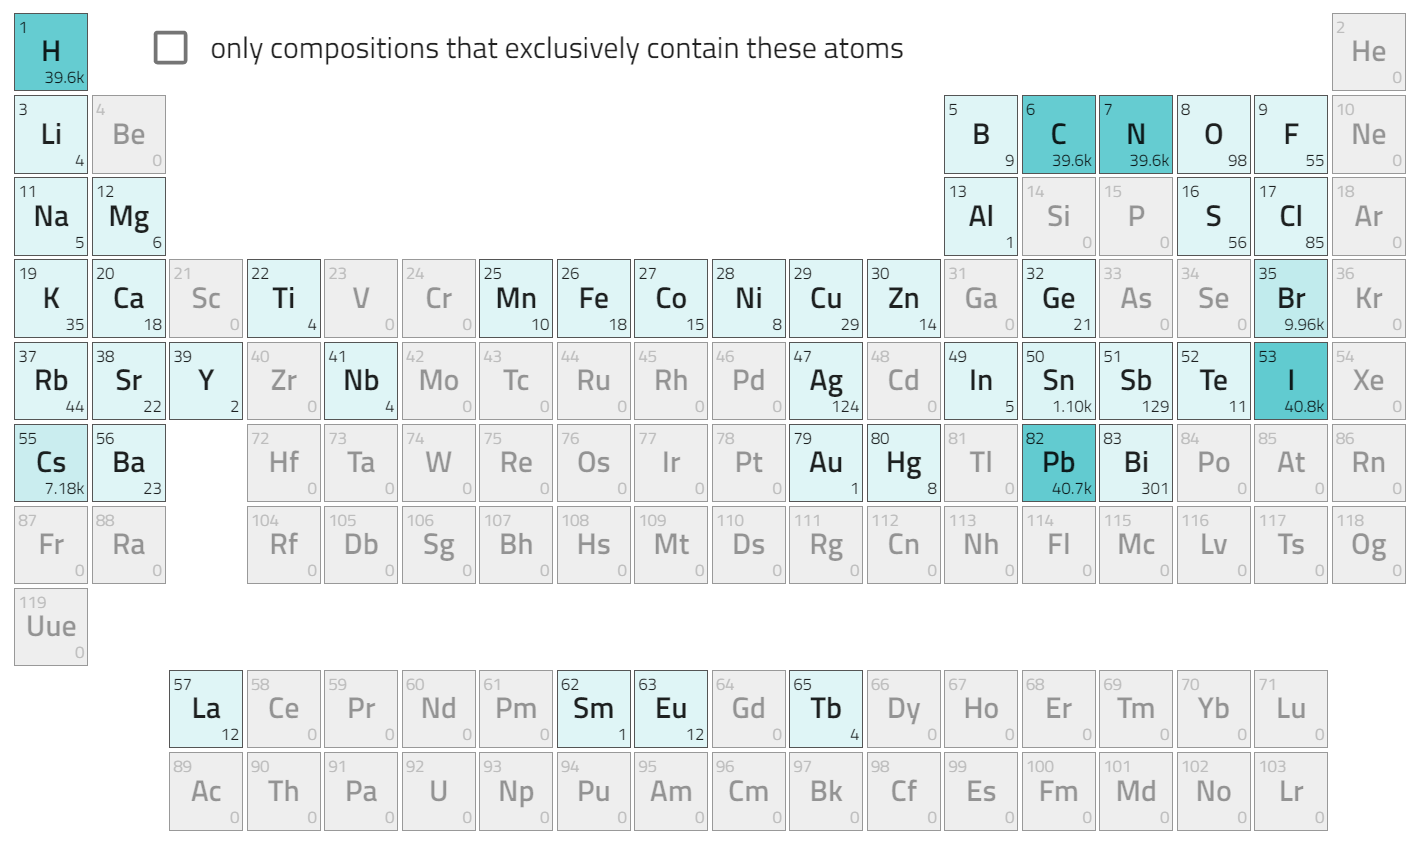 1 2
H only compositions that exclusively contain these atoms He
39.6k 0
3 4 5 6 7 8 9 10
Li Be B C N O F Ne
4 0 9 39.6k 39.6k 98 55 0
11 12 13 14 15 16 17 18
Na Mg Al Si P S Cl Ar
5 6 1 0 0 56 85 0
19 20 21 22 23 24 25 26 27 28 29 30 31 32 33 34 35 36
K Ca Sc Ti V Cr Mn Fe Co Ni Cu Zn Ga Ge As Se Br Kr
35 18 0 4 0 0 10 18 15 8 29 14 0 21 0 0 9.96k 0
37 38 39 40 41 42 43 44 45 46 47 48 49 50 51 52 53 54
Rb Sr Y Zr Nb Mo Tc Ru Rh Pd Ag Cd In Sn Sb Te I Xe
44 22 2 0 4 0 0 0 0 0 124 0 5 1.10k 129 11 40.8k 0
55 56 72 73 74 75 76 77 78 79 80 81 82 83 84 85 86
Cs Ba Hf Ta W Re Os Ir Pt Au Hg Tl Pb Bi Po At Rn
7.18k 23 0 0 0 0 0 0 0 1 8 0 40.7k 301 0 0 0
87 88 104 105 106 107 108 109 110 111 112 113 114 115 116 117 118
Fr Ra Rf Db Sg Bh Hs Mt Ds Rg Cn Nh Fl Mc Lv Ts Og
0 0 0 0 0 0 0 0 0 0 0 0 0 0 0 0 0
119
Uue
0
57 58 59 60 61 62 63 64 65 66 67 68 69 70 71
La Ce Pr Nd Pm Sm Eu Gd Tb Dy Ho Er Tm Yb Lu
12 0 0 0 0 1 12 0 4 0 0 0 0 0 0
89 90 91 92 93 94 95 96 97 98 99 100 101 102 103
Ac Th Pa U Np Pu Am Cm Bk Cf Es Fm Md No Lr
0 0 0 0 0 0 0 0 0 0 0 0 0 0 0